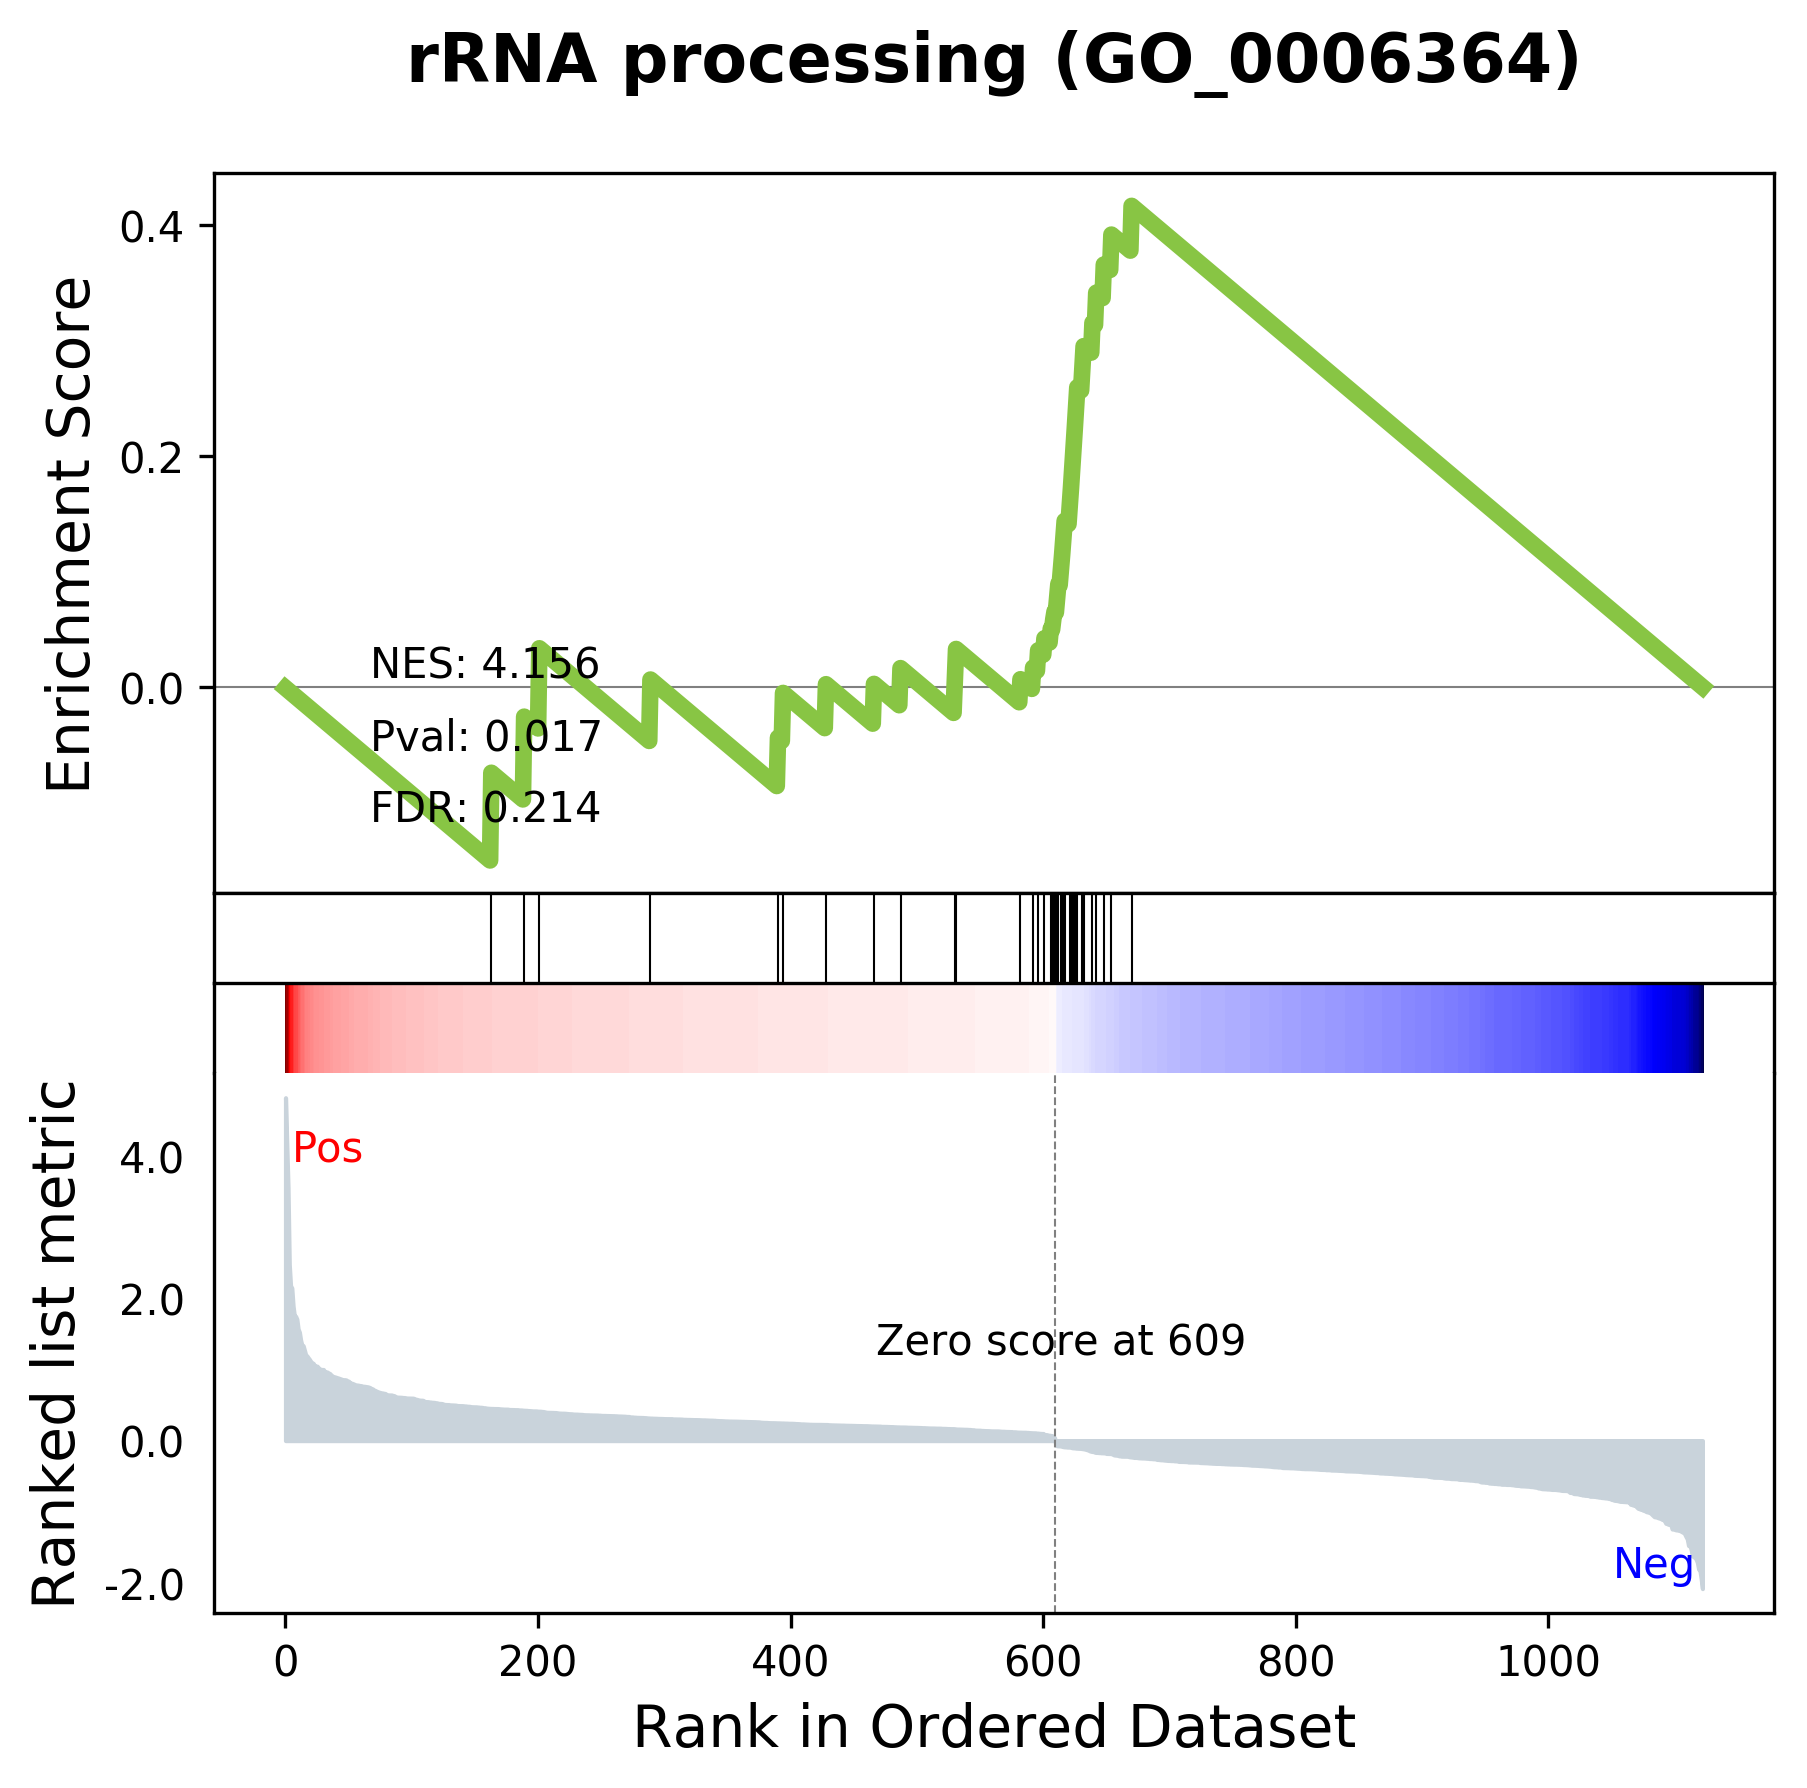 rRNA processing (GO_0006364)
Enrichment Score
0.4
0.2
0.0
NES: 4.156
Pval: 0.017
FDR: 0.214
Ranked list metric
4.0
2.0
0.0
-2.0
Pos
Zero score at 609
Neg
0 200 400 600 800 1000
Rank in Ordered Dataset